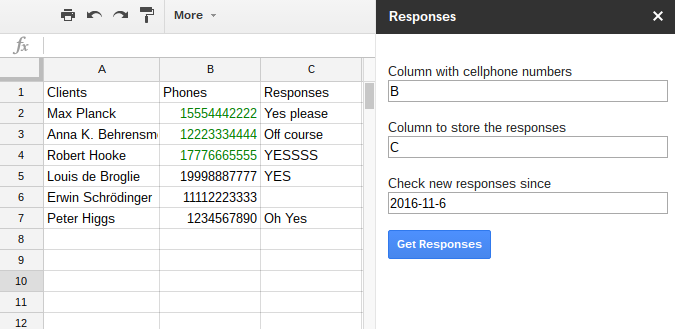 More
Responses ×
fx
A B C
1 Clients Phones Responses
2 Max Planck 15554442222 Yes please
3 Anna K. Behrensm 12223334444 Off course
4 Robert Hooke 17776665555 YESSSS
5 Louis de Broglie 19998887777 YES
6 Erwin Schrödinger 11112223333
7 Peter Higgs 1234567890 Oh Yes
8
9
10
11
12
Column with cellphone numbers
B
Column to store the responses
C
Check new responses since
2016-11-6
Get Responses